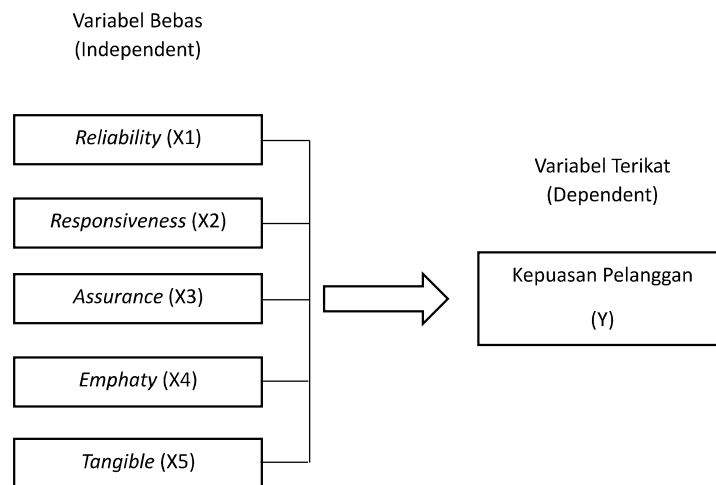 Variabel Bebas
(Independent)
Reliability (X1)
Responsiveness (X2)
Assurance (X3)
Emphaty (X4)
Tangible (X5)
Variabel Terikat
(Dependent)
Kepuasan Pelanggan
(Y)